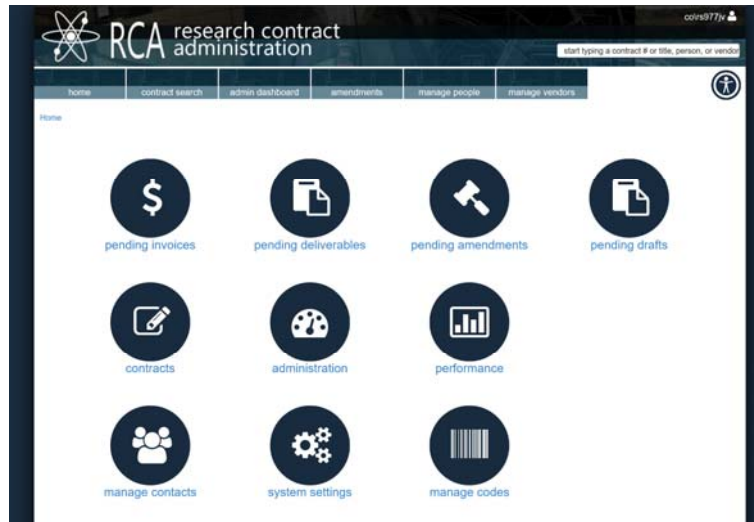 co\rs977jv
RCA research contract
administration
start typing a contract # or title, person, or vendor
home contract search admin dashboard amendments manage people manage vendors
Home
pending invoices pending deliverables pending amendments pending drafts
contracts administration performance
manage contacts system settings manage codes